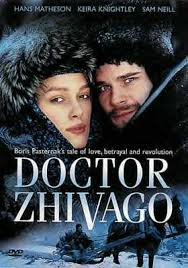 HANS MATHESON   KEIRA KNIGHTLEY   SAM NEILL
Boris Pasternak's tale of love, betrayal and revolution
DOCTOR
ZHIVAGO
DVD